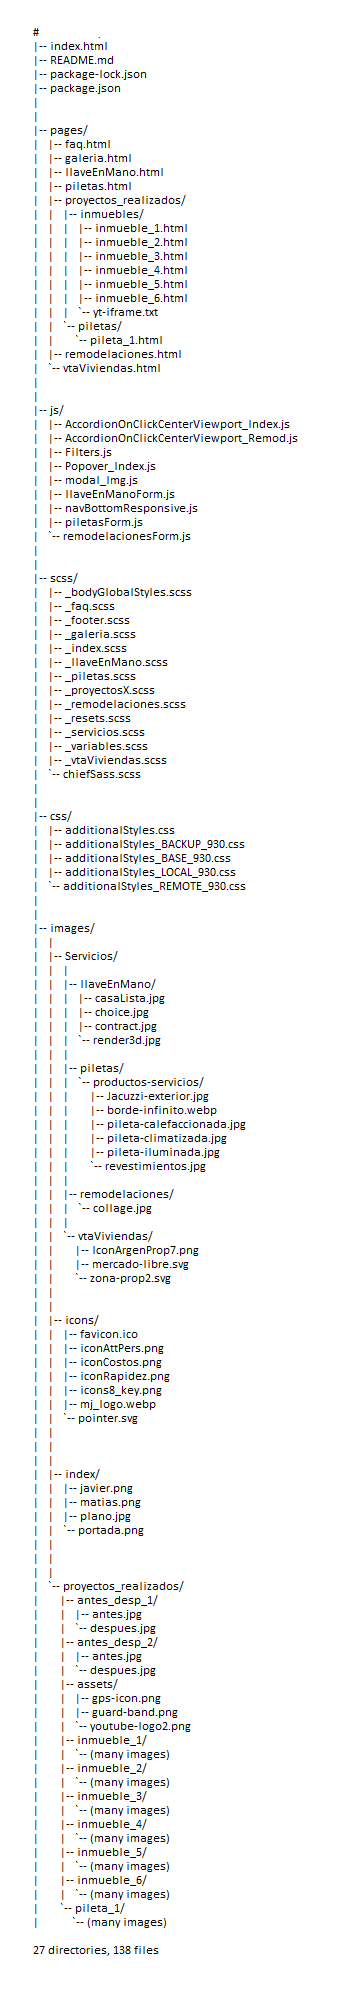 #
|-- index.html
|-- README.md
|-- package-lock.json
|-- package.json
|
|
|-- pages/
|   |-- faq.html
|   |-- galeria.html
|   |-- llaveEnMano.html
|   |-- piletas.html
|   |-- proyectos_realizados/
|   |   |-- inmuebles/
|   |   |   |-- inmueble_1.html
|   |   |   |-- inmueble_2.html
|   |   |   |-- inmueble_3.html
|   |   |   |-- inmueble_4.html
|   |   |   |-- inmueble_5.html
|   |   |   |-- inmueble_6.html
|   |   |   `-- yt-iframe.txt
|   |   `-- piletas/
|   |       `-- pileta_1.html
|   |-- remodelaciones.html
|   `-- vtaViviendas.html
|
|
|-- js/
|   |-- AccordionOnClickCenterViewport_Index.js
|   |-- AccordionOnClickCenterViewport_Remod.js
|   |-- Filters.js
|   |-- Popover_Index.js
|   |-- modal_Img.js
|   |-- llaveEnManoForm.js
|   |-- navBottomResponsive.js
|   |-- piletasForm.js
|   `-- remodelacionesForm.js
|
|
|-- scss/
|   |-- _bodyGlobalStyles.scss
|   |-- _faq.scss
|   |-- _footer.scss
|   |-- _galeria.scss
|   |-- _index.scss
|   |-- _llaveEnMano.scss
|   |-- _piletas.scss
|   |-- _proyectosX.scss
|   |-- _remodelaciones.scss
|   |-- _resets.scss
|   |-- _servicios.scss
|   |-- _variables.scss
|   |-- _vtaViviendas.scss
|   `-- chiefSass.scss
|
|
|-- css/
|   |-- additionalStyles.css
|   |-- additionalStyles_BACKUP_930.css
|   |-- additionalStyles_BASE_930.css
|   |-- additionalStyles_LOCAL_930.css
|   `-- additionalStyles_REMOTE_930.css
|
|
|-- images/
|   |
|   |-- Servicios/
|   |   |
|   |   |-- llaveEnMano/
|   |   |   |-- casaLista.jpg
|   |   |   |-- choice.jpg
|   |   |   |-- contract.jpg
|   |   |   `-- render3d.jpg
|   |   |
|   |   |-- piletas/
|   |   |   `-- productos-servicios/
|   |   |       |-- Jacuzzi-exterior.jpg
|   |   |       |-- borde-infinito.webp
|   |   |       |-- pileta-calefaccionada.jpg
|   |   |       |-- pileta-climatizada.jpg
|   |   |       |-- pileta-iluminada.jpg
|   |   |       `-- revestimientos.jpg
|   |   |
|   |   |-- remodelaciones/
|   |   |   `-- collage.jpg
|   |   |
|   |   `-- vtaViviendas/
|   |       |-- IconArgenProp7.png
|   |       |-- mercado-libre.svg
|   |       `-- zona-prop2.svg
|   |
|   |
|   |-- icons/
|   |   |-- favicon.ico
|   |   |-- iconAttPers.png
|   |   |-- iconCostos.png
|   |   |-- iconRapidez.png
|   |   |-- icons8_key.png
|   |   |-- mj_logo.webp
|   |   `-- pointer.svg
|   |
|   |
|   |
|   |-- index/
|   |   |-- javier.png
|   |   |-- matias.png
|   |   |-- plano.jpg
|   |   `-- portada.png
|   |
|   |
|   |
|   `-- proyectos_realizados/
|       |-- antes_desp_1/
|       |   |-- antes.jpg
|       |   `-- despues.jpg
|       |-- antes_desp_2/
|       |   |-- antes.jpg
|       |   `-- despues.jpg
|       |-- assets/
|       |   |-- gps-icon.png
|       |   |-- guard-band.png
|       |   `-- youtube-logo2.png
|       |-- inmueble_1/
|       |   `-- (many images)
|       |-- inmueble_2/
|       |   `-- (many images)
|       |-- inmueble_3/
|       |   `-- (many images)
|       |-- inmueble_4/
|       |   `-- (many images)
|       |-- inmueble_5/
|       |   `-- (many images)
|       |-- inmueble_6/
|       |   `-- (many images)
|       `-- pileta_1/
|           `-- (many images)

27 directories, 138 files